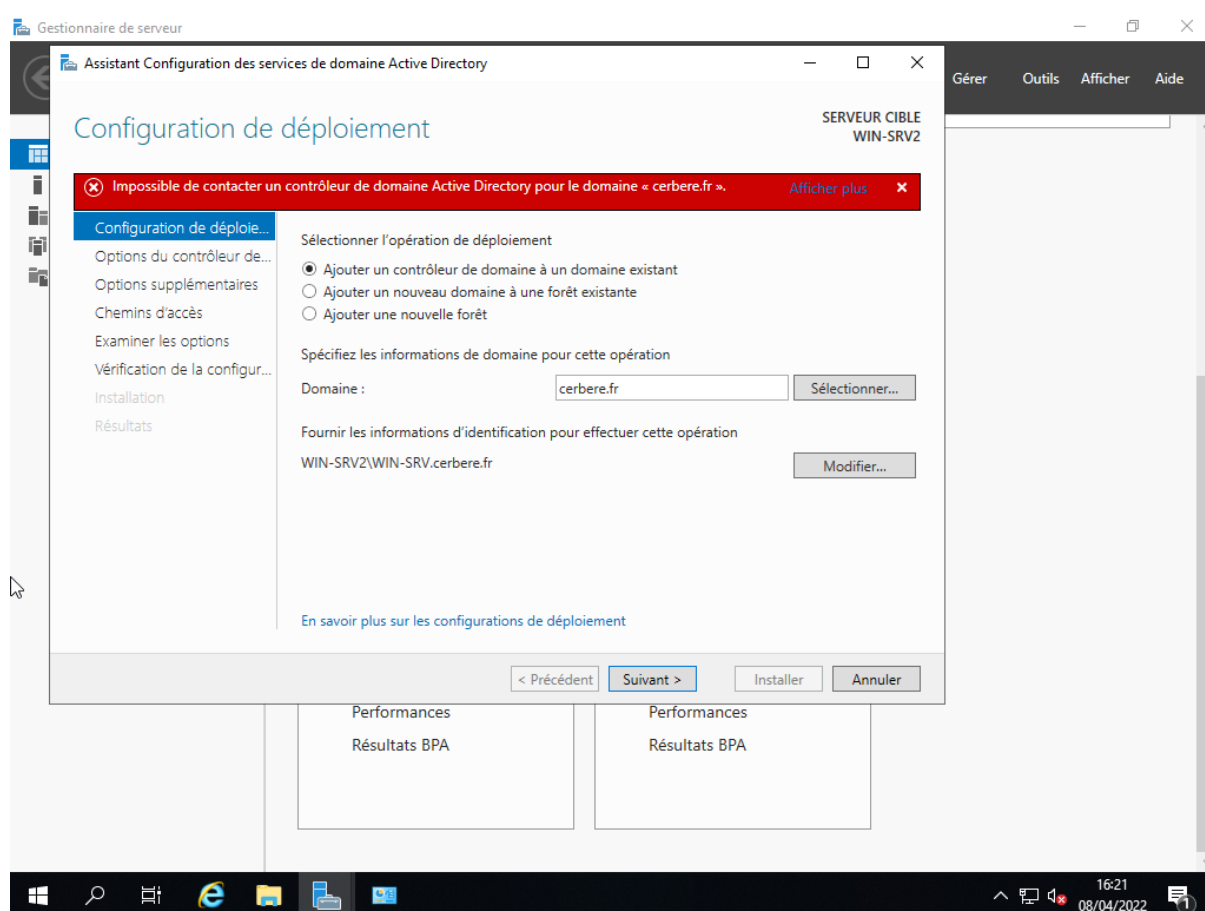 Gestionnaire de serveur
Assistant Configuration des services de domaine Active Directory
Gérer Outils Afficher Aide
Configuration de déploiement
SERVEUR CIBLE
WIN-SRV2
Impossible de contacter un contrôleur de domaine Active Directory pour le domaine « cerbere.fr ». Afficher plus
Configuration de déploie...
Options du contrôleur de...
Options supplémentaires
Chemins d'accès
Examiner les options
Vérification de la configur...
Installation
Résultats
Sélectionner l'opération de déploiement
Ajouter un contrôleur de domaine à un domaine existant
Ajouter un nouveau domaine à une forêt existante
Ajouter une nouvelle forêt
Spécifiez les informations de domaine pour cette opération
Domaine : cerbere.fr Sélectionner...
Fournir les informations d'identification pour effectuer cette opération
WIN-SRV2\WIN-SRV.cerbere.fr Modifier...
En savoir plus sur les configurations de déploiement
< Précédent Suivant > Installer Annuler
Performances Performances
Résultats BPA Résultats BPA
16:21
08/04/2022
1